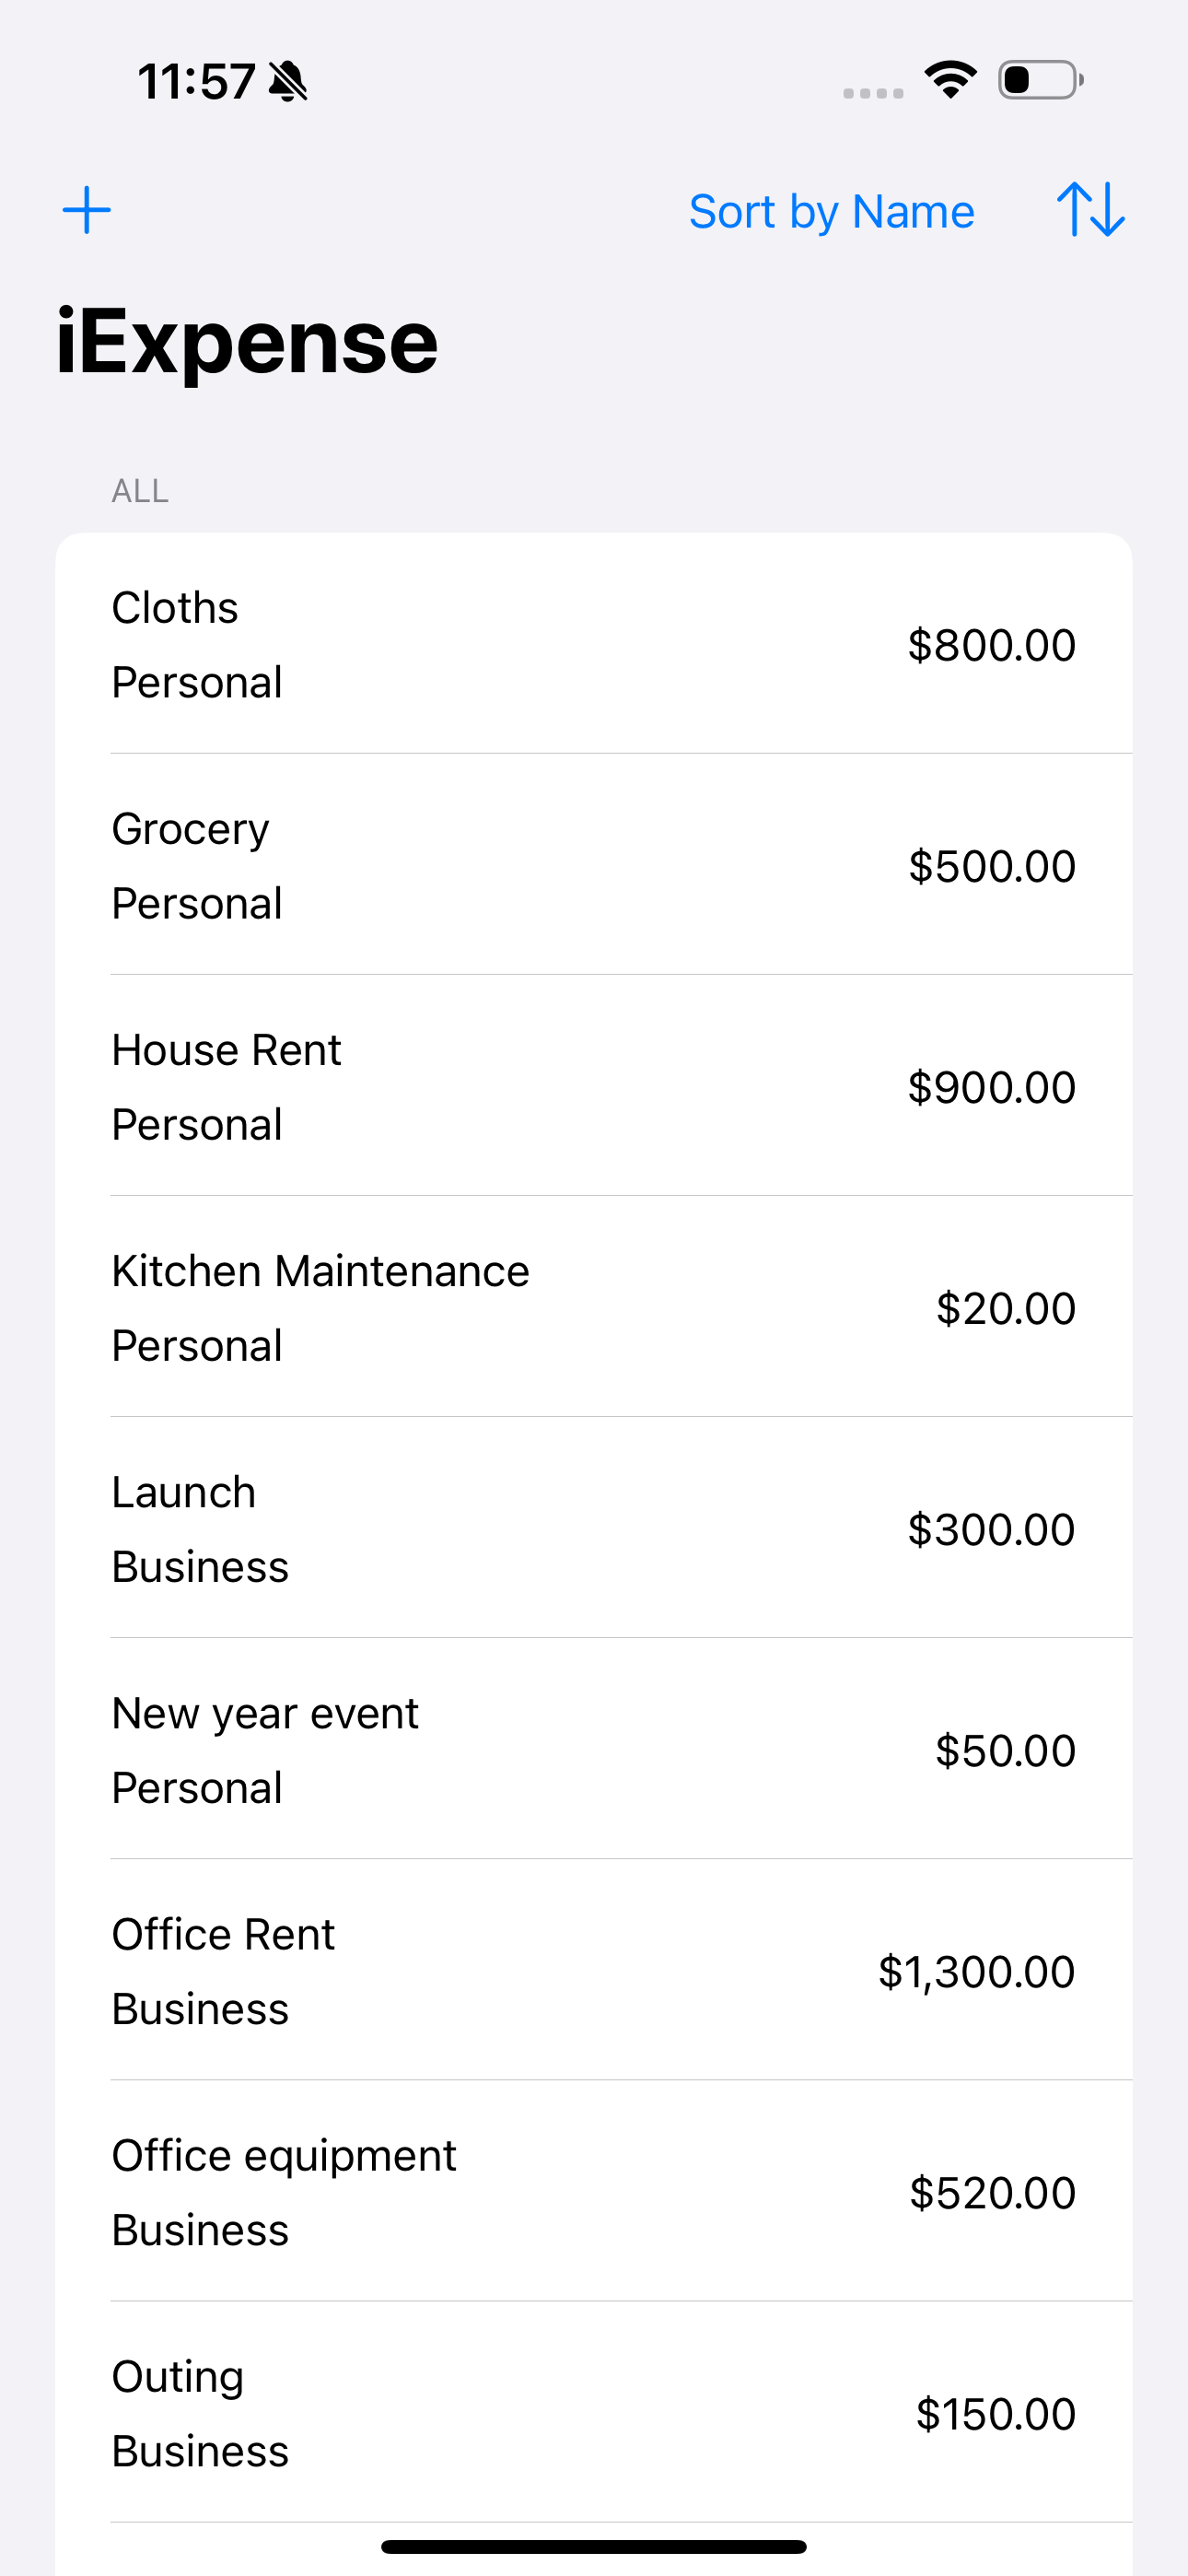 11:57
Sort by Name
iExpense
ALL
Cloths
Personal
$800.00
Grocery
Personal
$500.00
House Rent
Personal
$900.00
Kitchen Maintenance
Personal
$20.00
Launch
Business
$300.00
New year event
Personal
$50.00
Office Rent
Business
$1,300.00
Office equipment
Business
$520.00
Outing
Business
$150.00